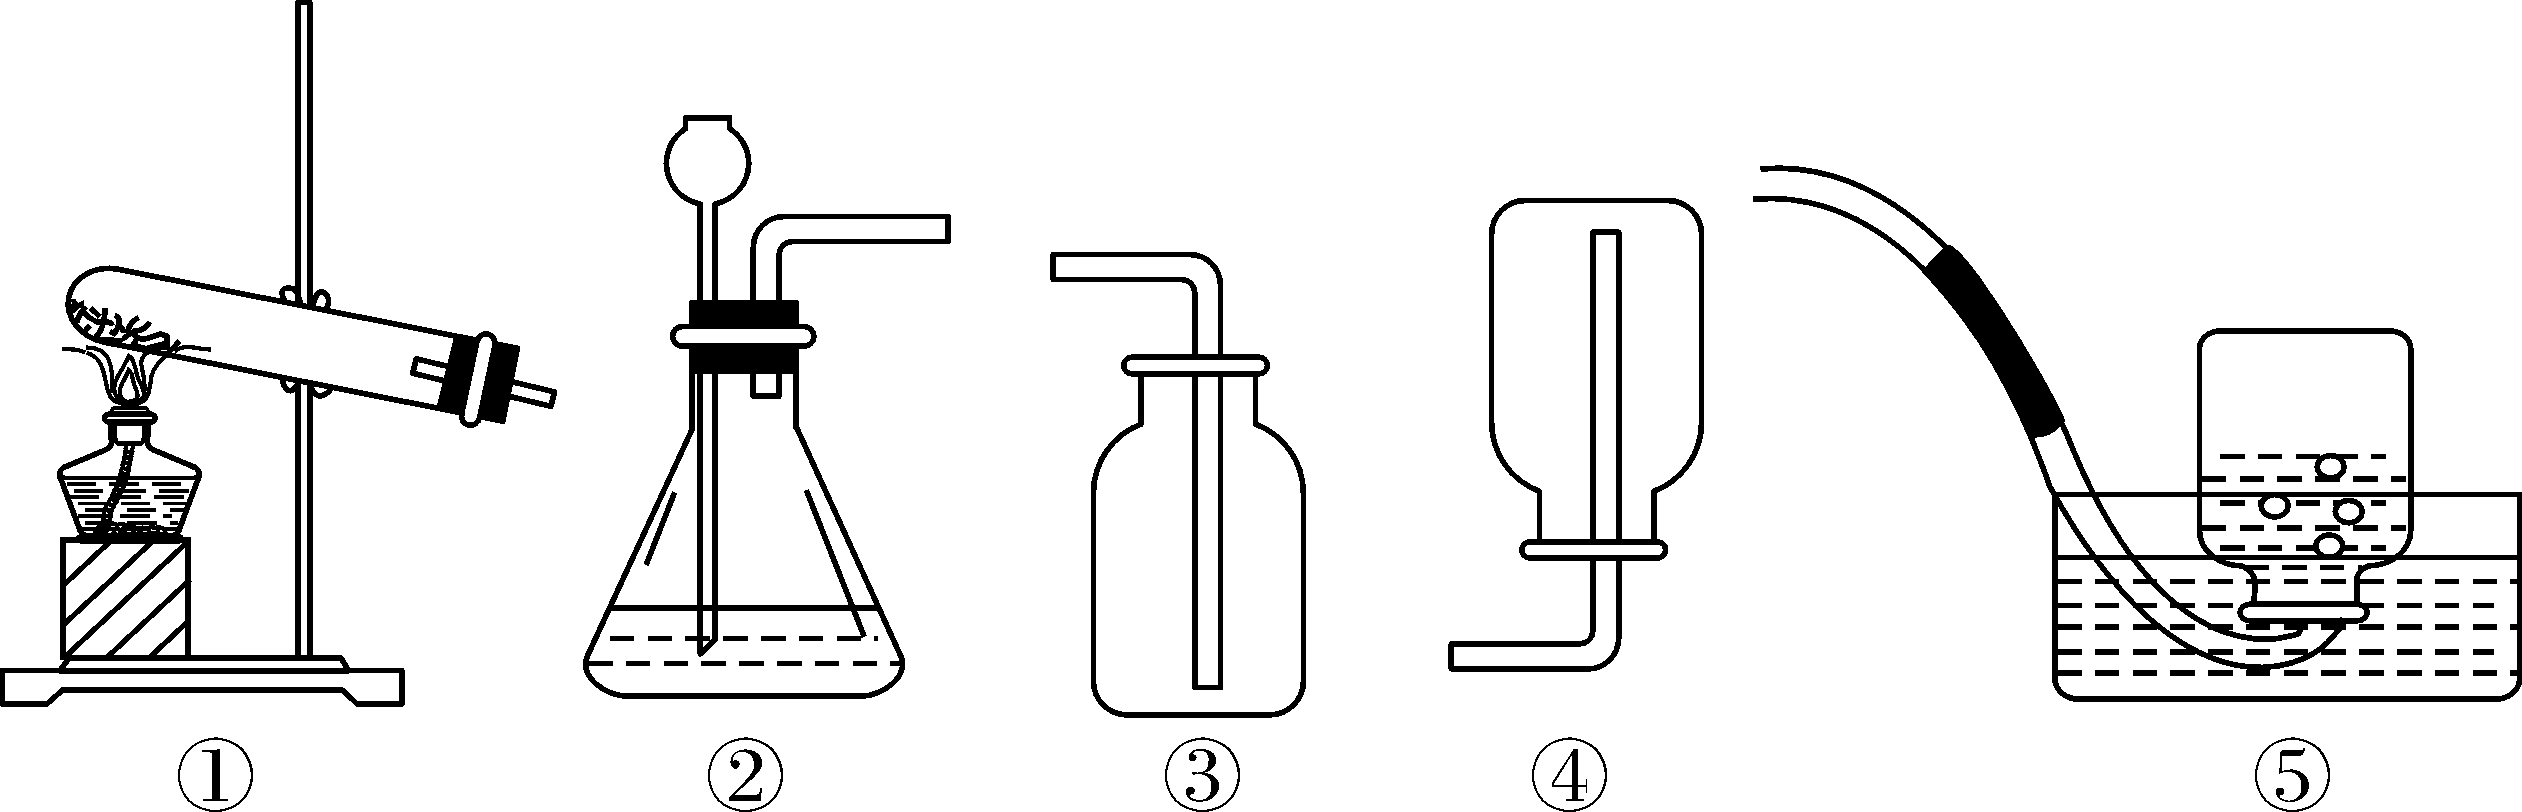 ① ② ③ ④ ⑤